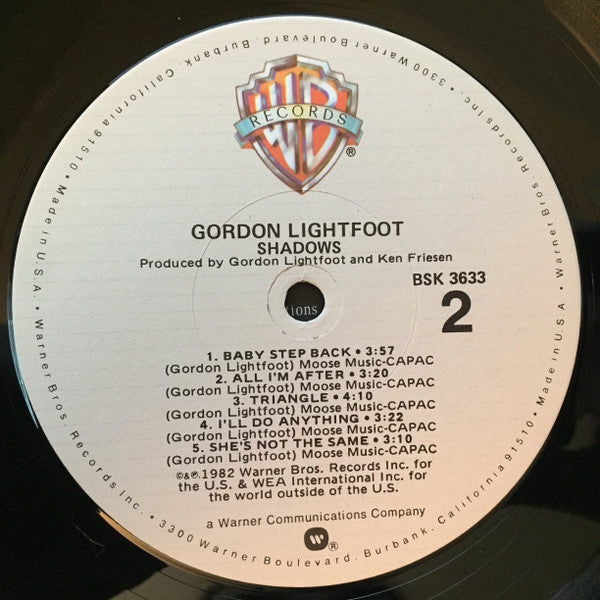 WB
RECORDS
®
GORDON LIGHTFOOT
SHADOWS
Produced by Gordon Lightfoot and Ken Friesen
BSK 3633
2
ions
1. BABY STEP BACK • 3:57
(Gordon Lightfoot) Moose Music-CAPAC
2. ALL I'M AFTER • 3:20
(Gordon Lightfoot) Moose Music-CAPAC
3. TRIANGLE • 4:10
(Gordon Lightfoot) Moose Music-CAPAC
4. I'LL DO ANYTHING • 3:22
(Gordon Lightfoot) Moose Music-CAPAC
5. SHE'S NOT THE SAME • 3:10
(Gordon Lightfoot) Moose Music-CAPAC
©&℗ 1982 Warner Bros. Records Inc. for
the U.S. & WEA International Inc. for
the world outside of the U.S.
a Warner Communications Company
®
• Warner Bros. Records Inc. • 3300 Warner Boulevard. Burbank, California 91510 • Made in U.S.A. • Warner Bros. Records Inc. • 3300 Warner Boulevard. Burbank, California 91510 • Made in U.S.A.